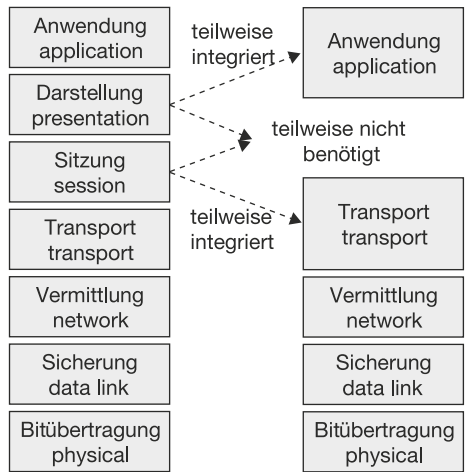 Anwendung
application
Darstellung
presentation
Sitzung
session
Transport
transport
Vermittlung
network
Sicherung
data link
Bitübertragung
physical
teilweise
integriert
teilweise nicht
benötigt
teilweise
integriert
Anwendung
application
Transport
transport
Vermittlung
network
Sicherung
data link
Bitübertragung
physical